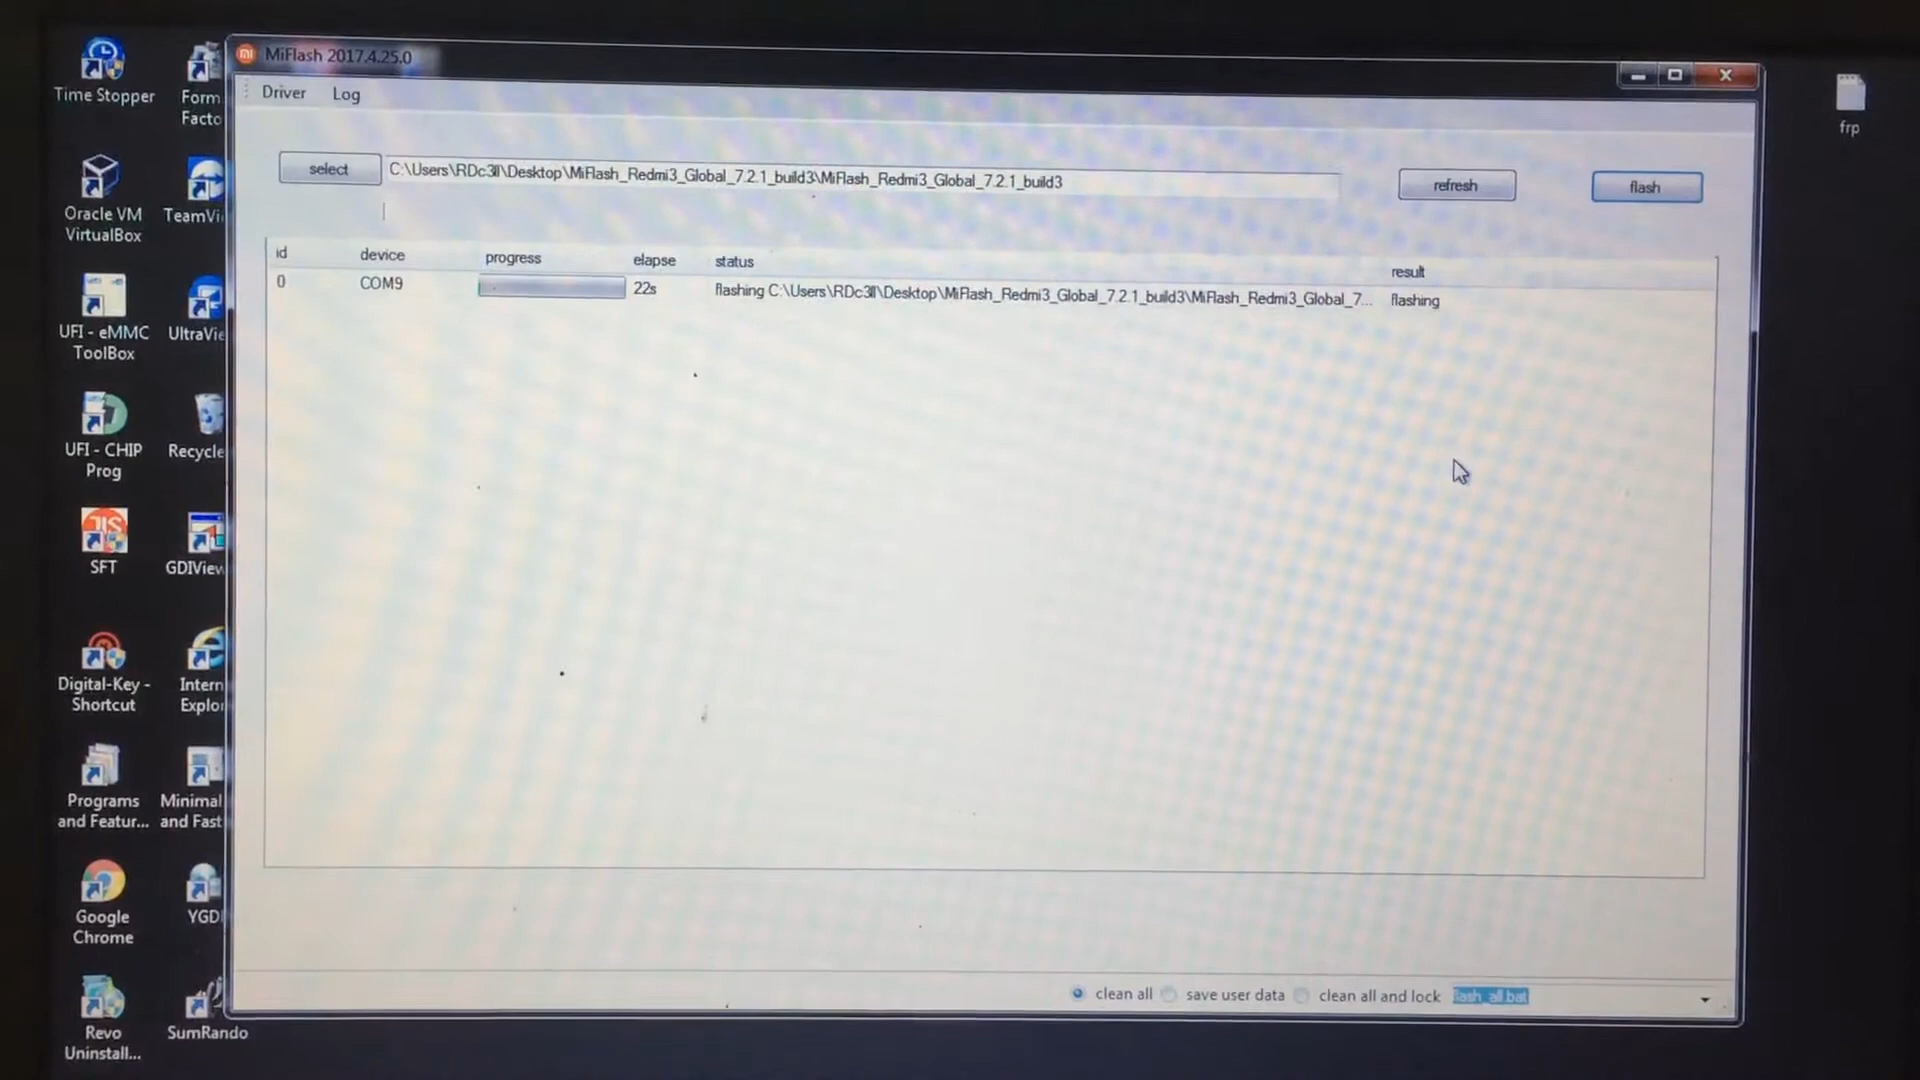 MiFlash 2017.4.25.0
Driver Log
select C:\Users\RDc3ll\Desktop\MiFlash_Redmi3_Global_7.2.1_build3\MiFlash_Redmi3_Global_7.2.1_build3 refresh flash
id device progress elapse status result
0 COM9 22s flashing C:\Users\RDc3ll\Desktop\MiFlash_Redmi3_Global_7.2.1_build3\MiFlash_Redmi3_Global_7... flashing
clean all save user data clean all and lock flash_all.bat
Time Stopper
Form
Facto
Oracle VM
VirtualBox
TeamVi
UFI - eMMC
ToolBox
UltraVie
UFI - CHIP
Prog
Recycle
SFT
GDIView
Digital-Key -
Shortcut
Intern
Explor
Programs
and Featur...
Minimal
and Fast
Google
Chrome
YGD
Revo
Uninstall...
SumRando
frp